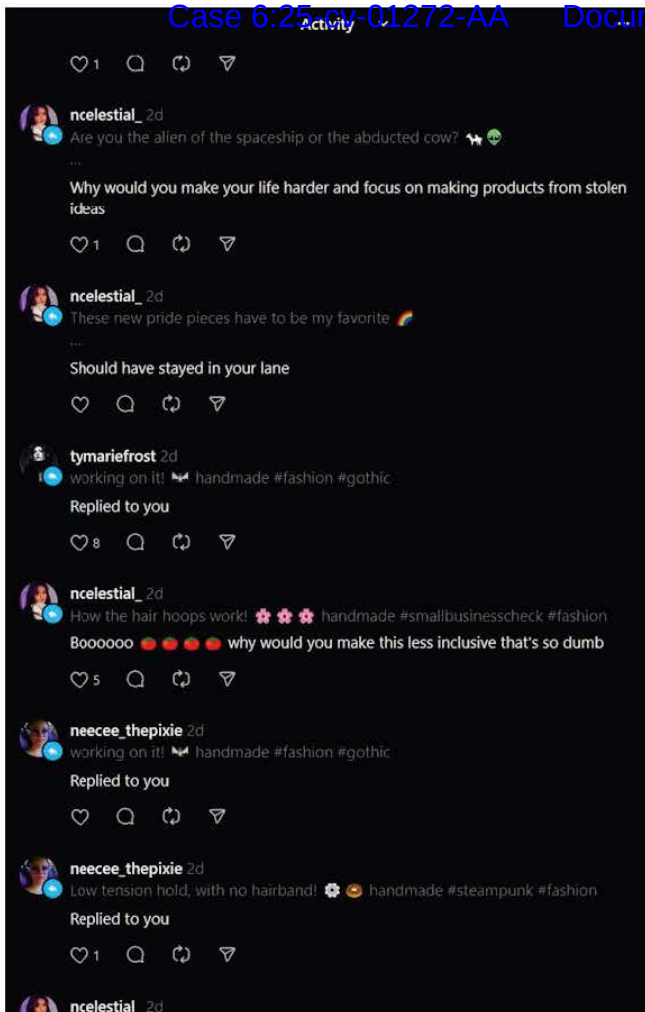 Case 6:25-cv-01272-AA Docu
Activity
1
ncelestial_ 2d
Are you the alien of the spaceship or the abducted cow? 🐄 👽
...
Why would you make your life harder and focus on making products from stolen
ideas
1
ncelestial_ 2d
These new pride pieces have to be my favorite 🌈
....
Should have stayed in your lane
tymariefrost 2d
working on it! 🦇 handmade #fashion #gothic
Replied to you
8
ncelestial_ 2d
How the hair hoops work! 🌸 🌸 🌸 handmade #smallbusinesscheck #fashion
Boooooo 🍅 🍅 🍅 🍅 why would you make this less inclusive that's so dumb
5
neecee_thepixie 2d
working on it! 🦇 handmade #fashion #gothic
Replied to you
neecee_thepixie 2d
Low tension hold, with no hairband! 🍩 handmade #steampunk #fashion
Replied to you
1
ncelestial_ 2d